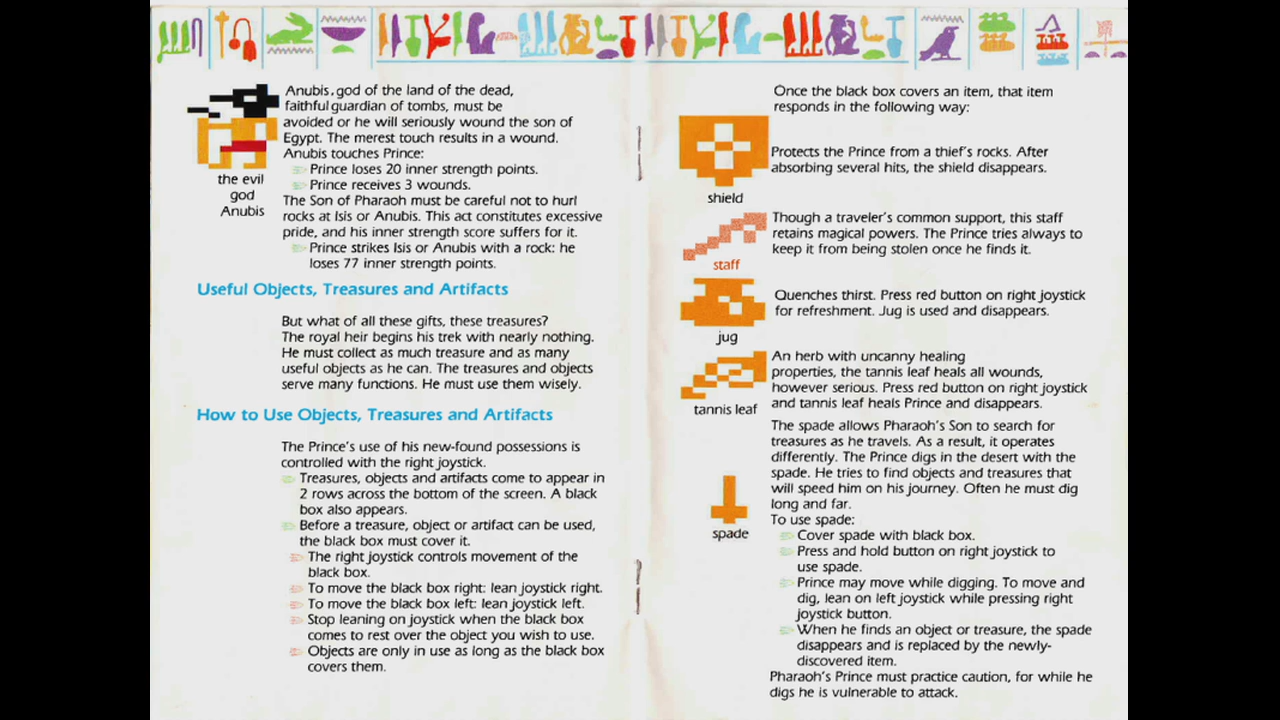 Anubis, god of the land of the dead,
faithful guardian of tombs, must be
avoided or he will seriously wound the son of
Egypt. The merest touch results in a wound.
Anubis touches Prince:
Prince loses 20 inner strength points.
Prince receives 3 wounds.
the evil
god
Anubis
The Son of Pharaoh must be careful not to hurl
rocks at Isis or Anubis. This act constitutes excessive
pride, and his inner strength score suffers for it.
Prince strikes Isis or Anubis with a rock: he
loses 77 inner strength points.
Useful Objects, Treasures and Artifacts
But what of all these gifts, these treasures?
The royal heir begins his trek with nearly nothing.
He must collect as much treasure and as many
useful objects as he can. The treasures and objects
serve many functions. He must use them wisely.
How to Use Objects, Treasures and Artifacts
The Prince's use of his new-found possessions is
controlled with the right joystick.
Treasures, objects and artifacts come to appear in
2 rows across the bottom of the screen. A black
box also appears.
Before a treasure, object or artifact can be used,
the black box must cover it.
The right joystick controls movement of the
black box.
To move the black box right: lean joystick right.
To move the black box left: lean joystick left.
Stop leaning on joystick when the black box
comes to rest over the object you wish to use.
Objects are only in use as long as the black box
covers them.
Once the black box covers an item, that item
responds in the following way:
Protects the Prince from a thief's rocks. After
absorbing several hits, the shield disappears.
shield
Though a traveler's common support, this staff
retains magical powers. The Prince tries always to
keep it from being stolen once he finds it.
staff
Quenches thirst. Press red button on right joystick
for refreshment. Jug is used and disappears.
jug
An herb with uncanny healing
properties, the tannis leaf heals all wounds,
however serious. Press red button on right joystick
and tannis leaf heals Prince and disappears.
tannis leaf
The spade allows Pharaoh's Son to search for
treasures as he travels. As a result, it operates
differently. The Prince digs in the desert with the
spade. He tries to find objects and treasures that
will speed him on his journey. Often he must dig
long and far.
To use spade:
spade
Cover spade with black box.
Press and hold button on right joystick to
use spade.
Prince may move while digging. To move and
dig, lean on left joystick while pressing right
joystick button.
When he finds an object or treasure, the spade
disappears and is replaced by the newly-
discovered item.
Pharaoh's Prince must practice caution, for while he
digs he is vulnerable to attack.